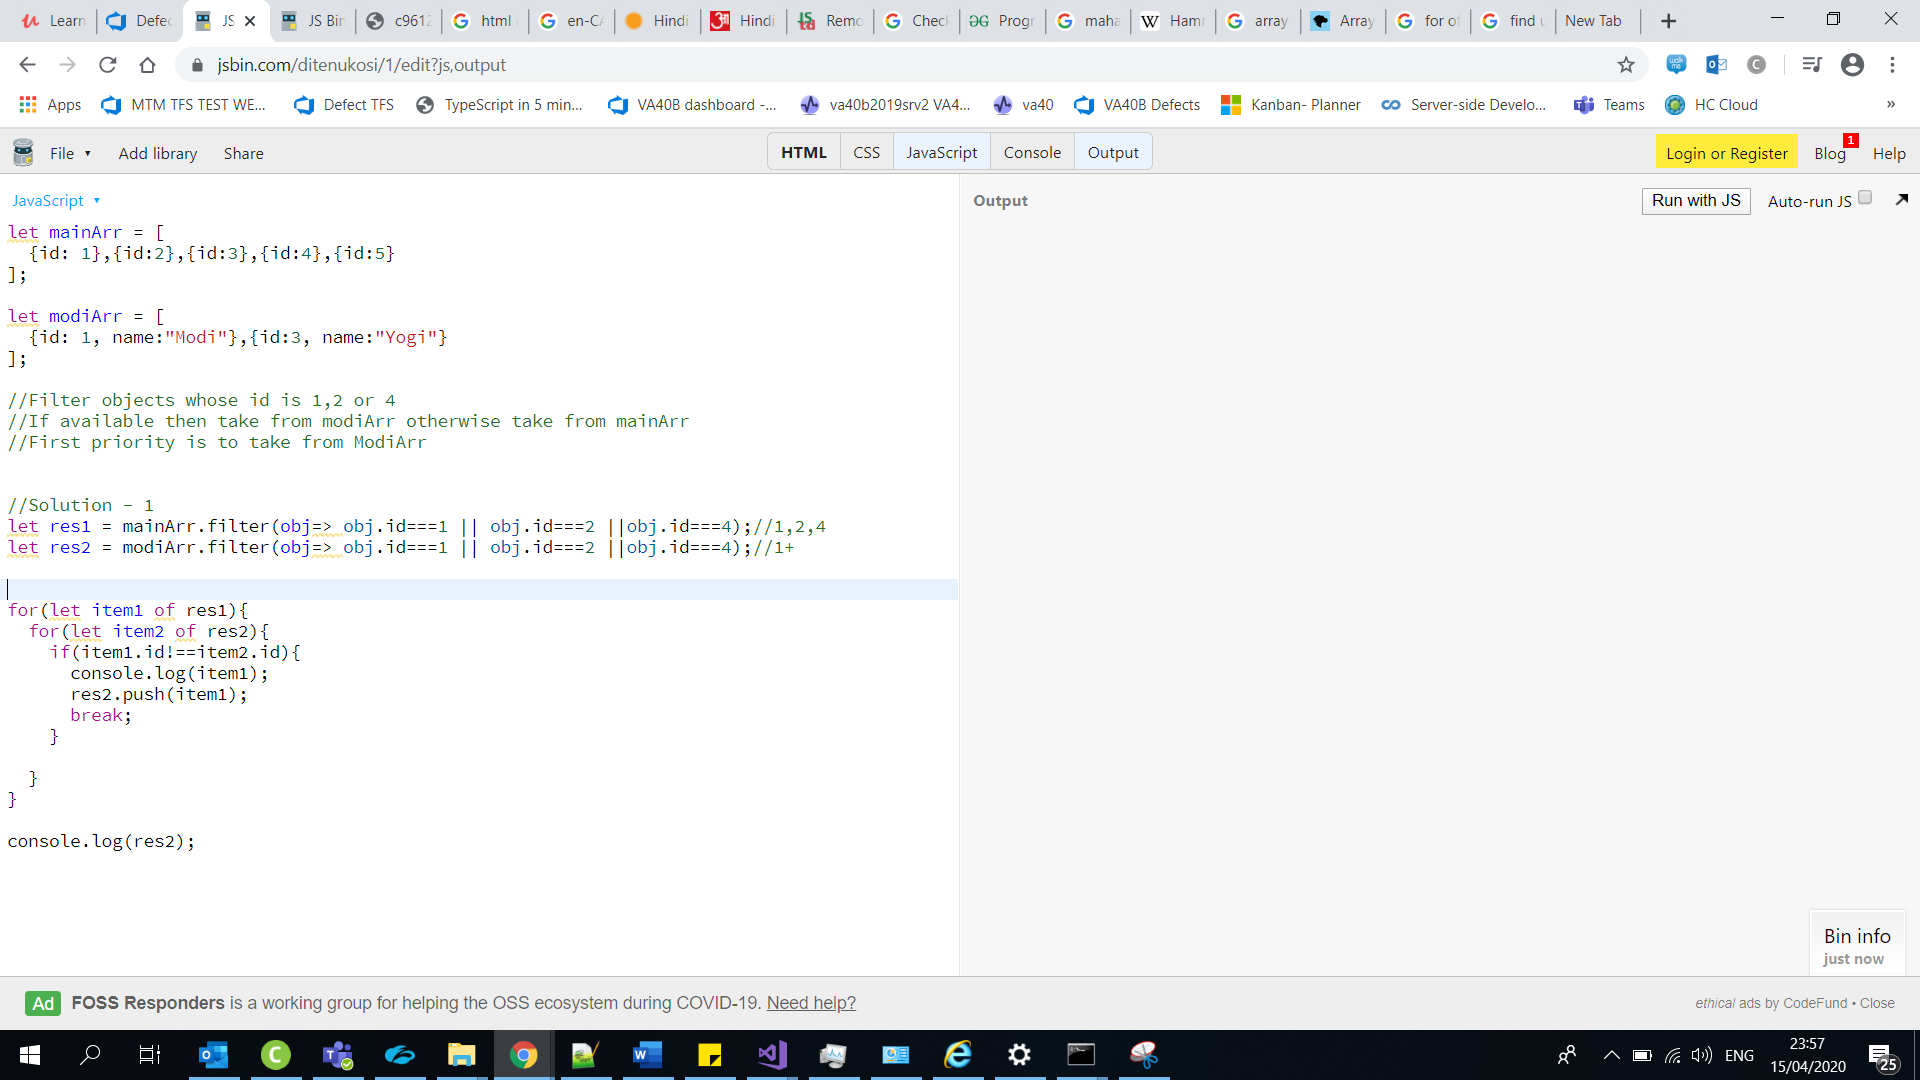 Learn
Defec
JS
JS Bin
c9612
html
en-CA
Hindi
Hindi
Remo
Check
Progr
maha
Ham
array
Array
for of
find u
New Tab
jsbin.com/ditenukosi/1/edit?js,output
Apps
MTM TFS TEST WE...
Defect TFS
TypeScript in 5 min...
VA40B dashboard -...
va40b2019srv2 VA4...
va40
VA40B Defects
Kanban- Planner
Server-side Develo...
Teams
HC Cloud
»
File
Add library
Share
HTML
CSS
JavaScript
Console
Output
Login or Register
Blog
1
Help
JavaScript
Output
Run with JS
Auto-run JS
let mainArr = [
{id: 1},{id:2},{id:3},{id:4},{id:5}
];
let modiArr = [
{id: 1, name:"Modi"},{id:3, name:"Yogi"}
];
//Filter objects whose id is 1,2 or 4
//If available then take from modiArr otherwise take from mainArr
//First priority is to take from ModiArr
//Solution - 1
let res1 = mainArr.filter(obj=> obj.id===1 || obj.id===2 ||obj.id===4);//1,2,4
let res2 = modiArr.filter(obj=> obj.id===1 || obj.id===2 ||obj.id===4);//1+
for(let item1 of res1){
for(let item2 of res2){
if(item1.id!==item2.id){
console.log(item1);
res2.push(item1);
break;
}
}
}
console.log(res2);
Bin info
just now
Ad FOSS Responders is a working group for helping the OSS ecosystem during COVID-19. Need help?
ethical ads by CodeFund • Close
ENG
23:57
15/04/2020
25